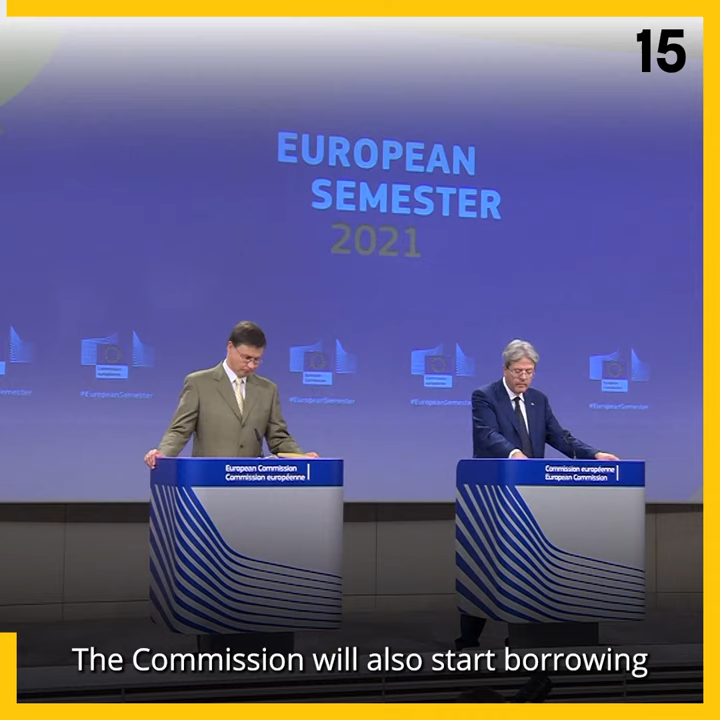 15
EUROPEAN
SEMESTER
2021
#EuropeanSemester
#EuropeanSemester
#EuropeanSemester
European Commission
Commission européenne
Commission européenne
European Commission
The Commission will also start borrowing